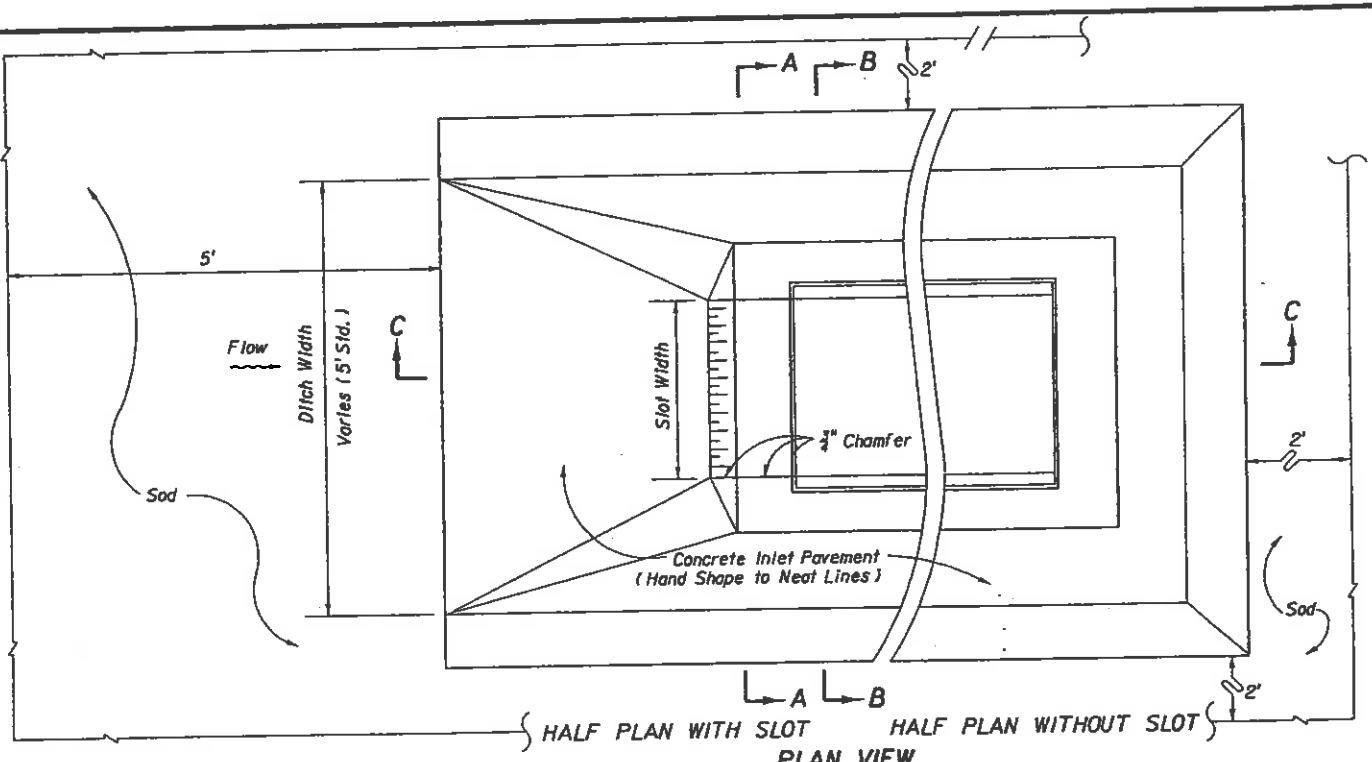 A
B
2'
5'
Flow
Ditch Width
Varies (5' Std.)
C
Slot Width
3/4" Chamfer
C
2'
Sod
Concrete Inlet Pavement
(Hand Shape to Neat Lines)
Sod
A
B
2'
HALF PLAN WITH SLOT
HALF PLAN WITHOUT SLOT
PLAN VIEW